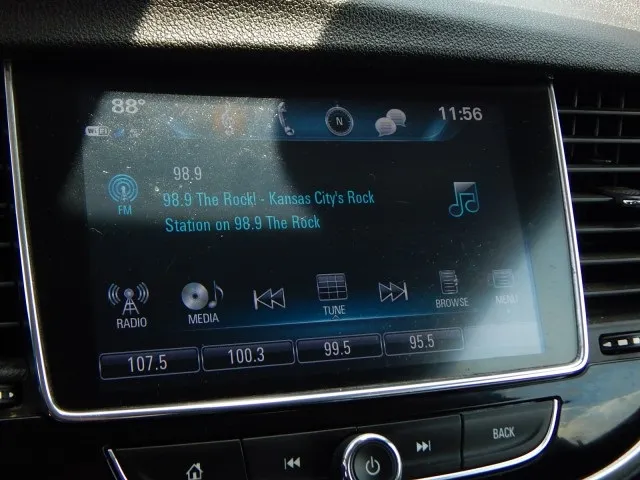 88° N 11:56
WiFi
98.9
98.9 The Rock! - Kansas City's Rock
FM
Station on 98.9 The Rock
RADIO MEDIA TUNE BROWSE MENU
107.5 100.3 99.5 95.5
BACK